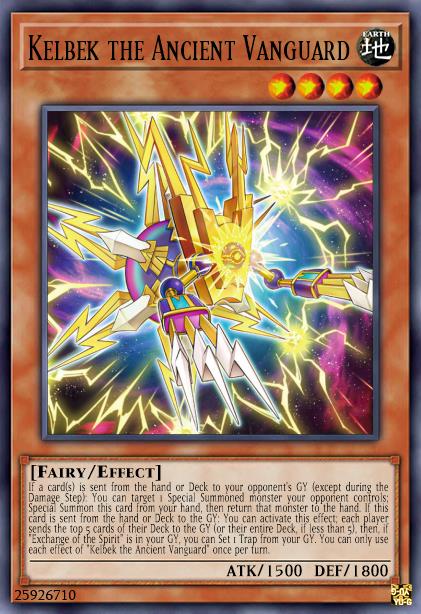 KELBEK THE ANCIENT VANGUARD
EARTH
地
[FAIRY/EFFECT]
If a card(s) is sent from the hand or Deck to your opponent's GY (except during the
Damage Step): You can target 1 Special Summoned monster your opponent controls;
Special Summon this card from your hand, then return that monster to the hand. If this
card is sent from the hand or Deck to the GY: You can activate this effect; each player
sends the top 5 cards of their Deck to the GY (or their entire Deck, if less than 5), then, if
"Exchange of the Spirit" is in your GY, you can Set 1 Trap from your GY. You can only use
each effect of "Kelbek the Ancient Vanguard" once per turn.
ATK/1500 DEF/1800
25926710